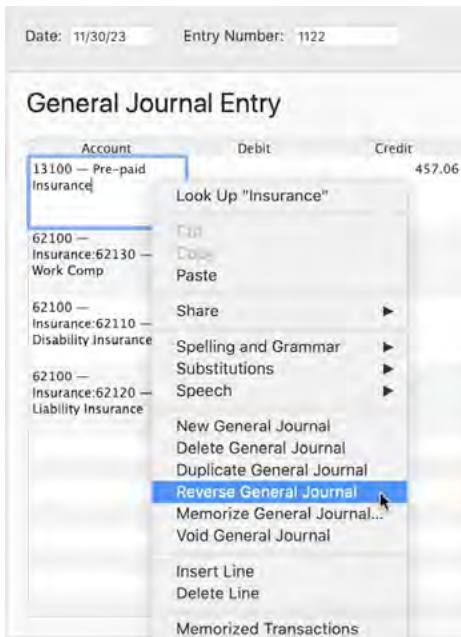 Date: 11/30/23 Entry Number: 1122
General Journal Entry
Account Debit Credit
13100 — Pre-paid 457.06
Insurance
62100 —
Insurance:62130 —
Work Comp
62100 —
Insurance:62110 —
Disability Insurance
62100 —
Insurance:62120 —
Liability Insurance
Look Up "Insurance"
Cut
Copy
Paste
Share
Spelling and Grammar
Substitutions
Speech
New General Journal
Delete General Journal
Duplicate General Journal
Reverse General Journal
Memorize General Journal...
Void General Journal
Insert Line
Delete Line
Memorized Transactions